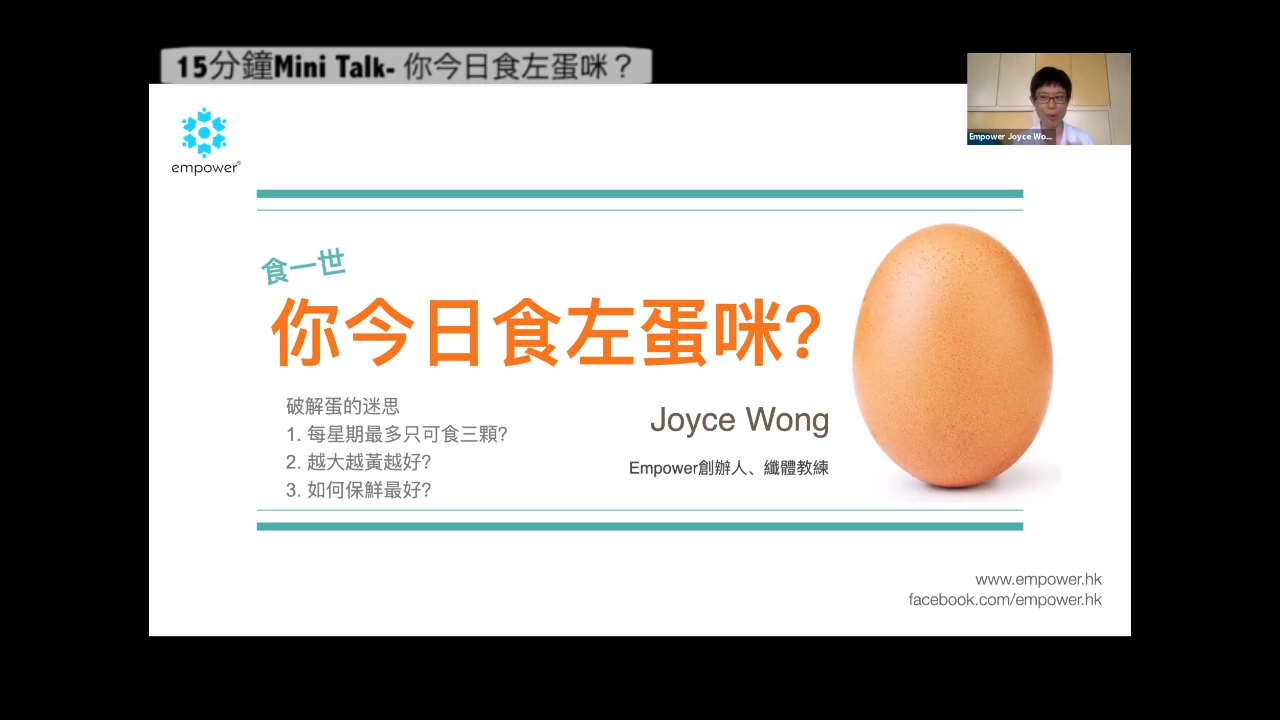 15分鐘Mini Talk- 你今日食左蛋咪？
Empower Joyce Wo...
empower®
食一世
你今日食左蛋咪?
破解蛋的迷思
1. 每星期最多只可食三顆?
2. 越大越黃越好?
3. 如何保鮮最好?
Joyce Wong
Empower創辦人、纖體教練
www.empower.hk
facebook.com/empower.hk